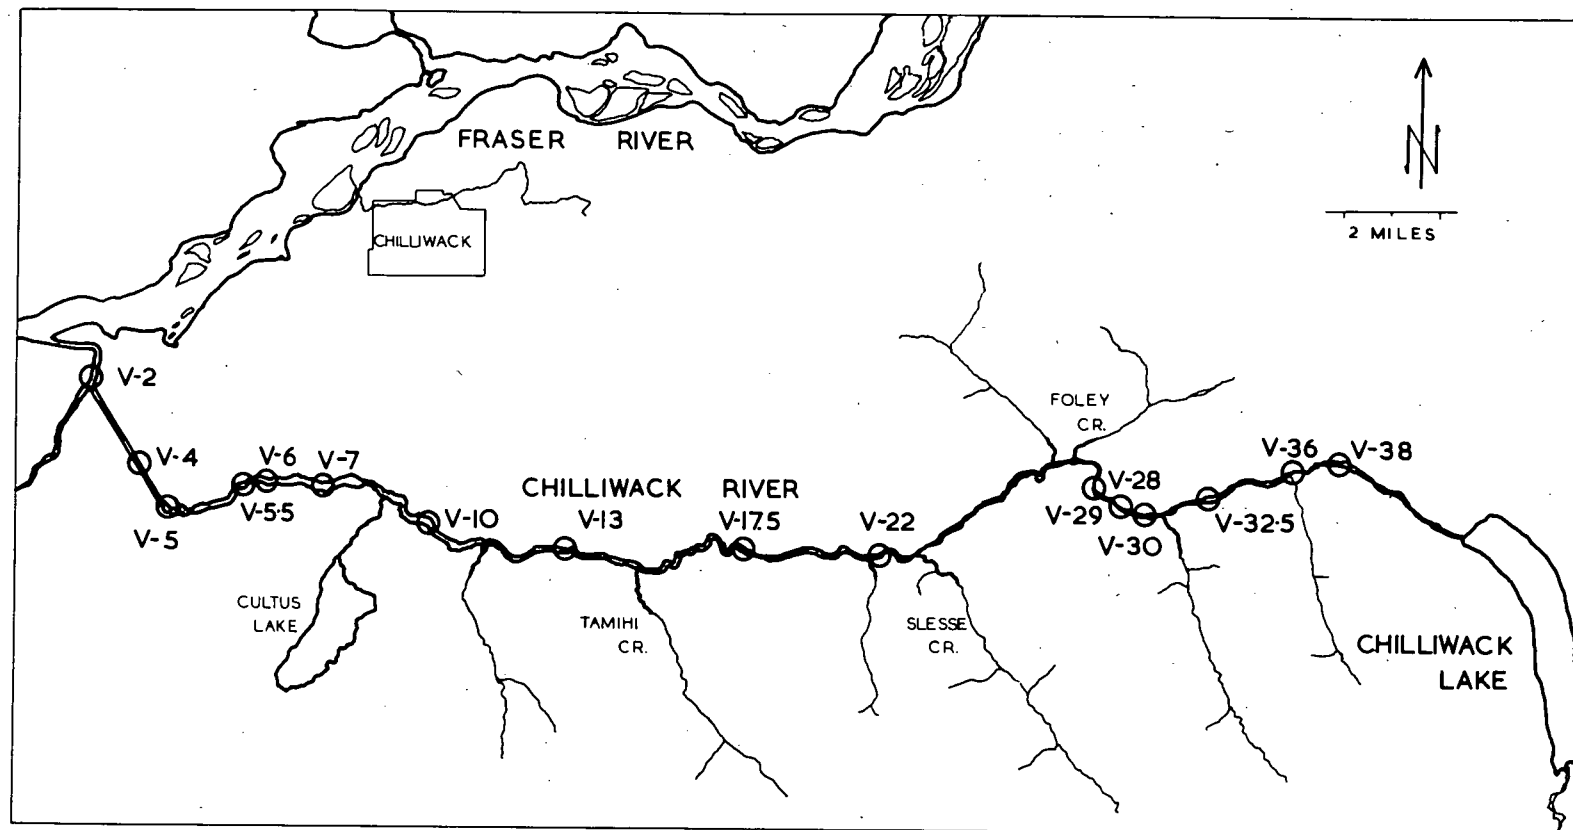 FRASER RIVER
N
2 MILES
CHILLIWACK
V-2
FOLEY
CR.
V-4
V-6
V-7
V-36
V-38
CHILLIWACK RIVER
V-5
V-5.5
V-10
V-13
V-17.5
V-22
V-28
V-29
V-30
V-32.5
CULTUS
LAKE
TAMIHI
CR.
SLESSE
CR.
CHILLIWACK
LAKE